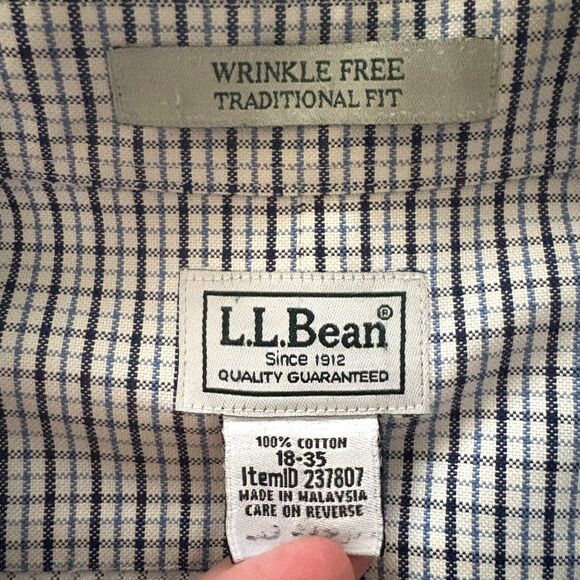 WRINKLE FREE
TRADITIONAL FIT
L.L.Bean®
Since 1912
QUALITY GUARANTEED
100% COTTON
18-35
ItemID 237807
MADE IN MALAYSIA
CARE ON REVERSE